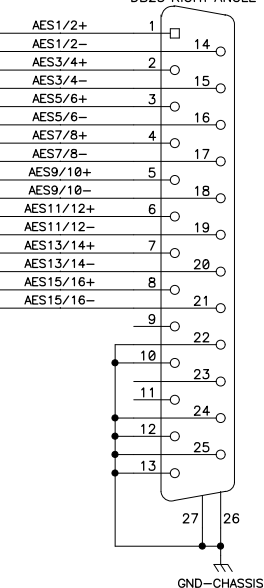 DB25 RIGHT ANGLE
AES1/2+ 1
AES1/2- 14
AES3/4+ 2
AES3/4- 15
AES5/6+ 3
AES5/6- 16
AES7/8+ 4
AES7/8- 17
AES9/10+ 5
AES9/10- 18
AES11/12+ 6
AES11/12- 19
AES13/14+ 7
AES13/14- 20
AES15/16+ 8
AES15/16- 21
9
22
10
23
11
24
12
25
13
27 26
GND-CHASSIS